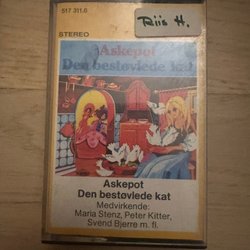 517 311.0
Riis H.
STEREO
Askepot
Den bestøvlede kat
Askepot
Den bestøvlede kat
Medvirkende:
Maria Stenz, Peter Kitter,
Svend Bjerre m. fl.